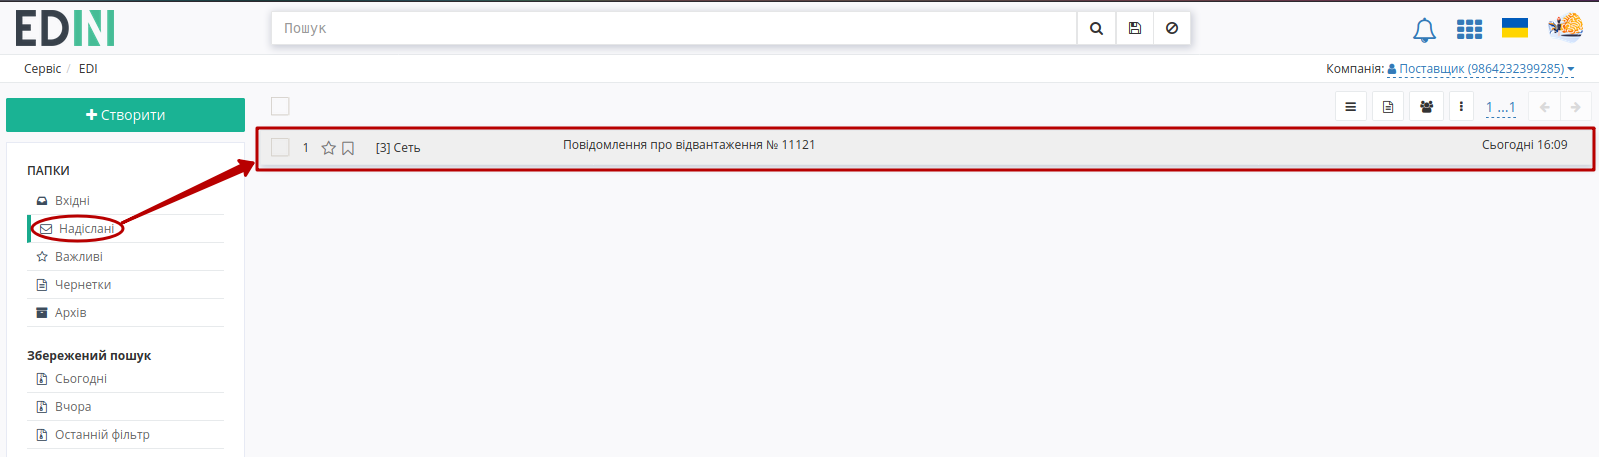 EDIN
Пошук
Сервіс / EDI
Компанія: Поставщик (9864232399285)
Створити
1 ...1
1 [3] Сеть Повідомлення про відвантаження № 11121 Сьогодні 16:09
ПАПКИ
Вхідні
Надіслані
Важливі
Чернетки
Архів
Збережений пошук
Сьогодні
Вчора
Останній фільтр